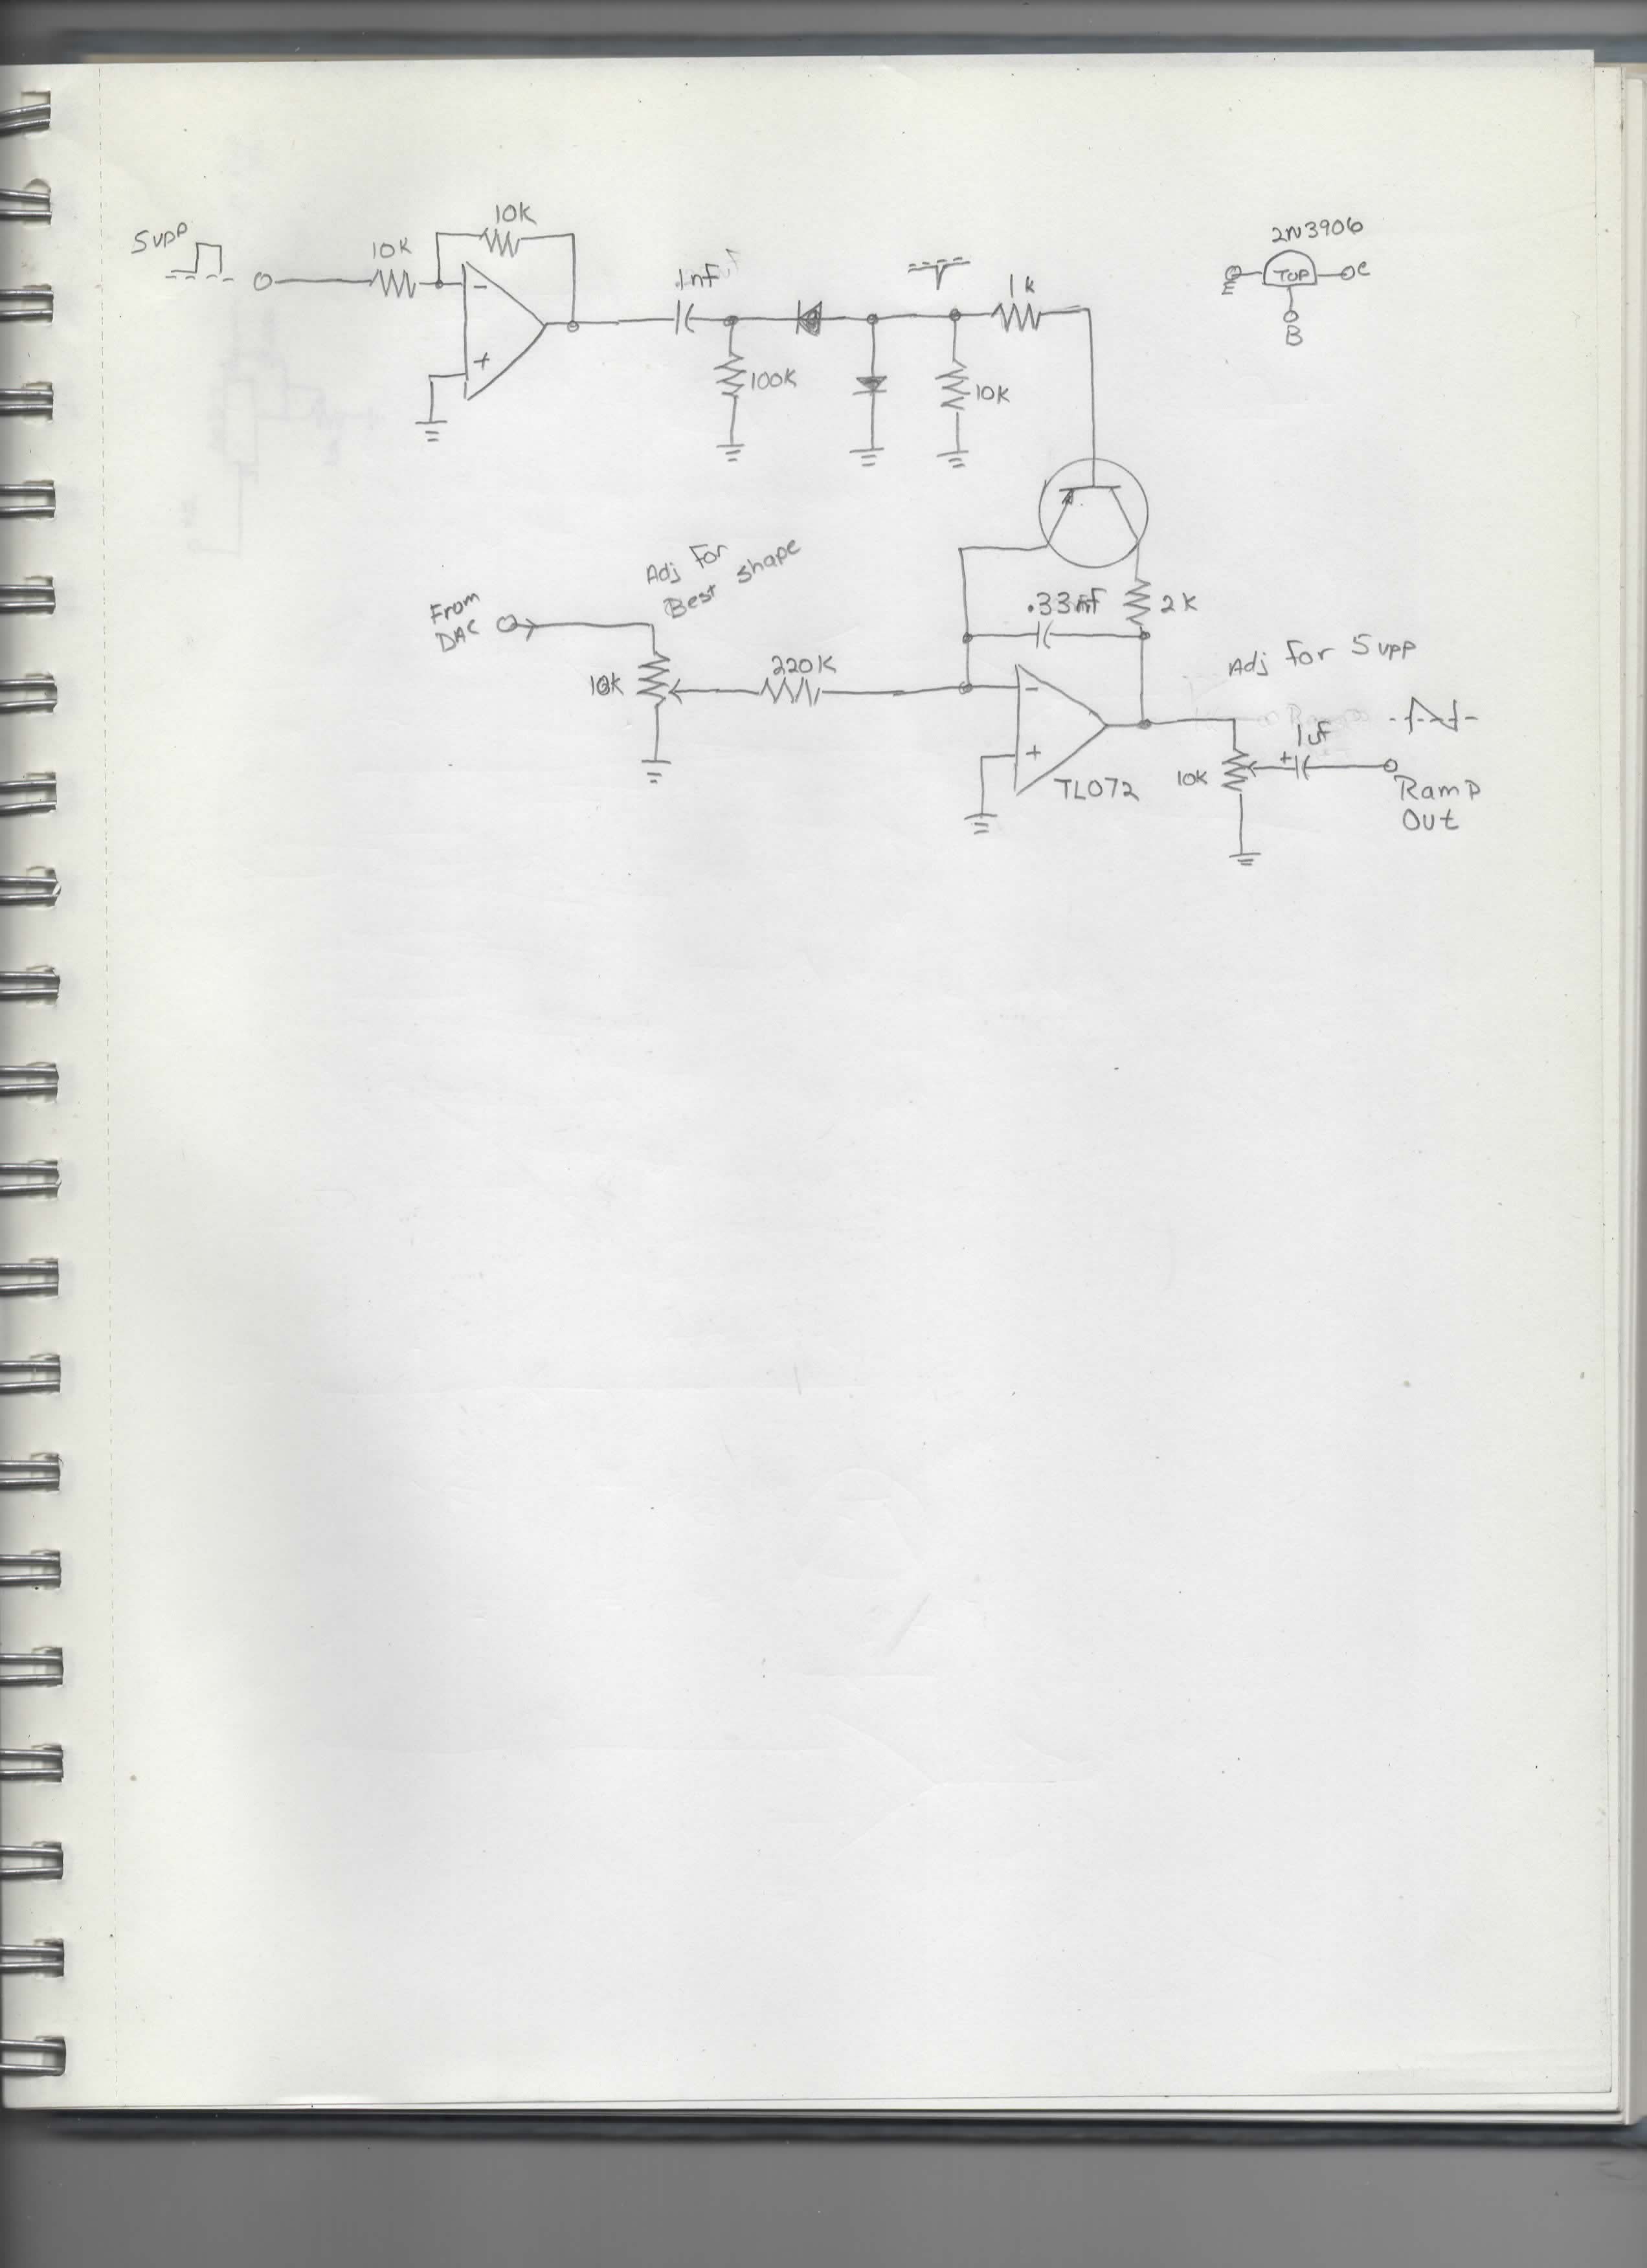 5VPP
10K
10K
.1nf
1k
2N3906
TOP
E
C
B
-
+
100K
10K
Adj For
Best Shape
From
DAC
10k
220K
.33nf
2K
Adj for 5VPP
-
+
TL072
10K
+
1uf
Ramp
Out